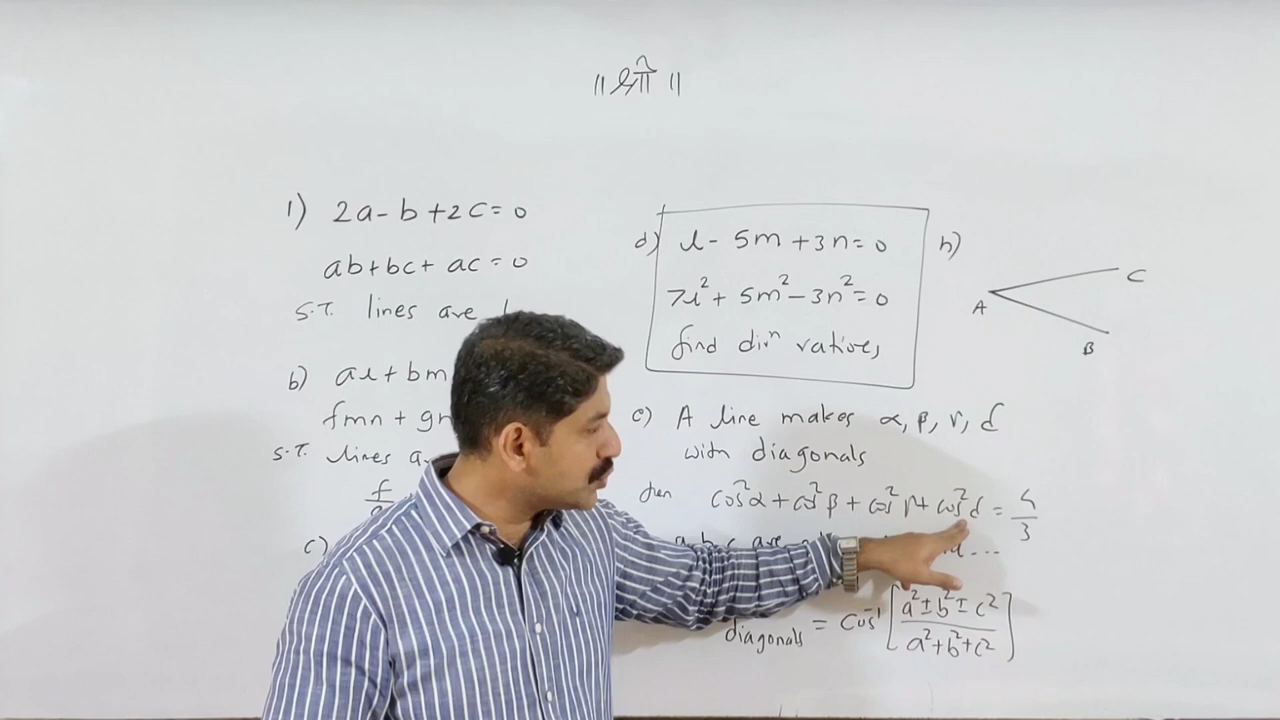 ॥ श्री ॥
1) 2a - b + 2c = 0
ab + bc + ac = 0
S.T. lines are
b) al + bm
fmn + gn
S.T. lines
f
c)
d) l - 5m + 3n = 0
7l² + 5m² - 3n² = 0
find dirⁿ ratios
e) A line makes α, β, γ, δ
with diagonals
then cos²α + cos²β + cos²γ + cos²δ = 4/3
a, b, c are
diagonals = cos⁻¹ [ (a² ± b² ± c²) / (a² + b² + c²) ]
h)
A
B
C